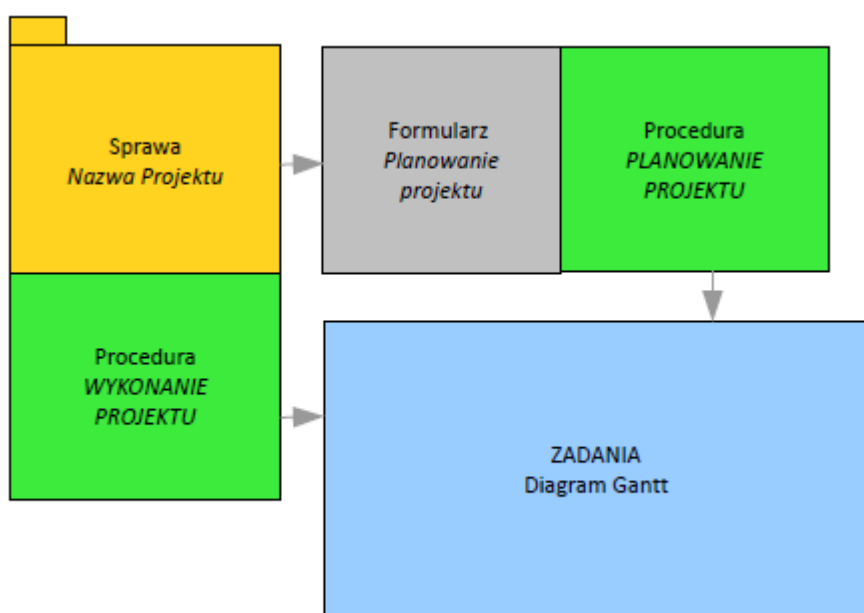 Sprawa
Nazwa Projektu
Formularz
Planowanie
projektu
Procedura
PLANOWANIE
PROJEKTU
Procedura
WYKONANIE
PROJEKTU
ZADANIA
Diagram Gantt